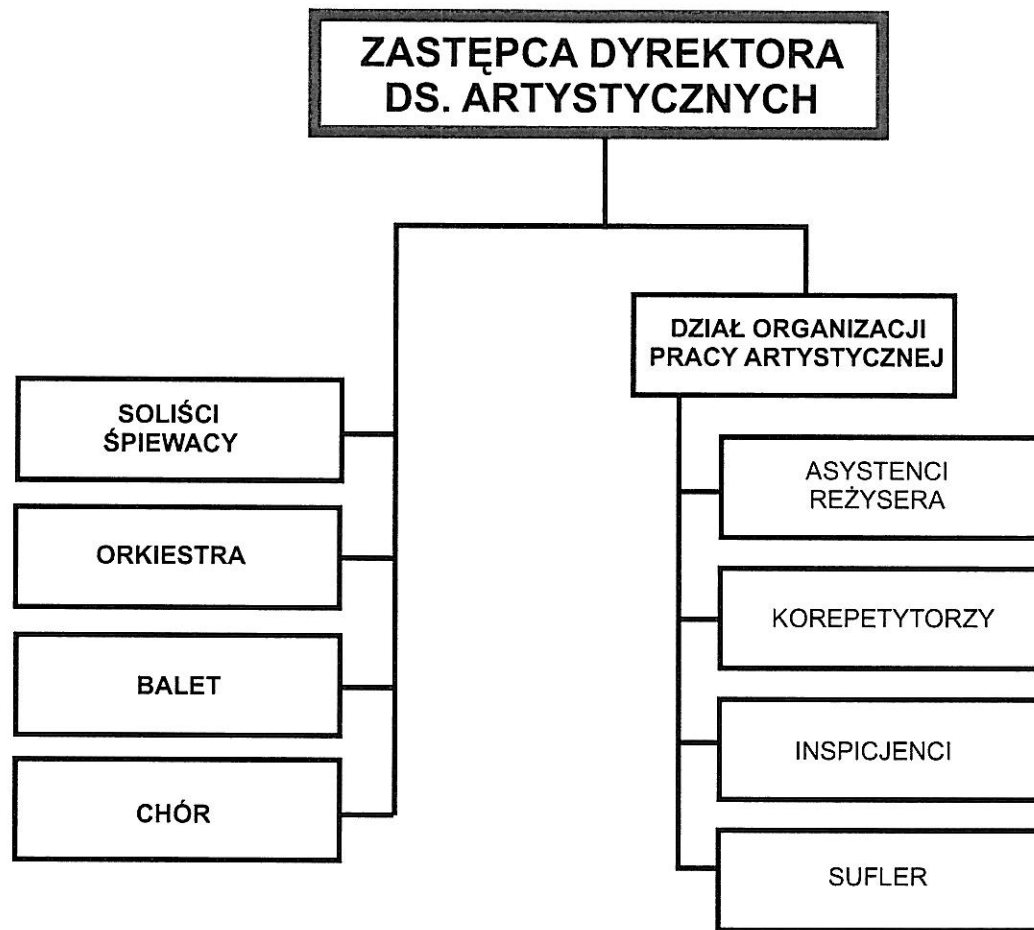 ZASTĘPCA DYREKTORA
DS. ARTYSTYCZNYCH
SOLIŚCI
ŚPIEWACY
ORKIESTRA
BALET
CHÓR
DZIAŁ ORGANIZACJI
PRACY ARTYSTYCZNEJ
ASYSTENCI
REŻYSERA
KOREPETYTORZY
INSPICJENCI
SUFLER